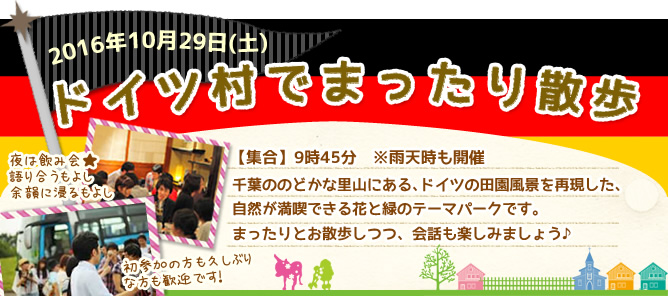 2016年10月29日(土)
ドイツ村でまったり散歩
夜は飲み会★
語り合うもよし
余韻に浸るもよし
【集合】9時45分　※雨天時も開催
千葉ののどかな里山にある、ドイツの田園風景を再現した、
自然が満喫できる花と緑のテーマパークです。
まったりとお散歩しつつ、会話も楽しみましょう♪
初参加の方も久しぶり
な方も歓迎です!